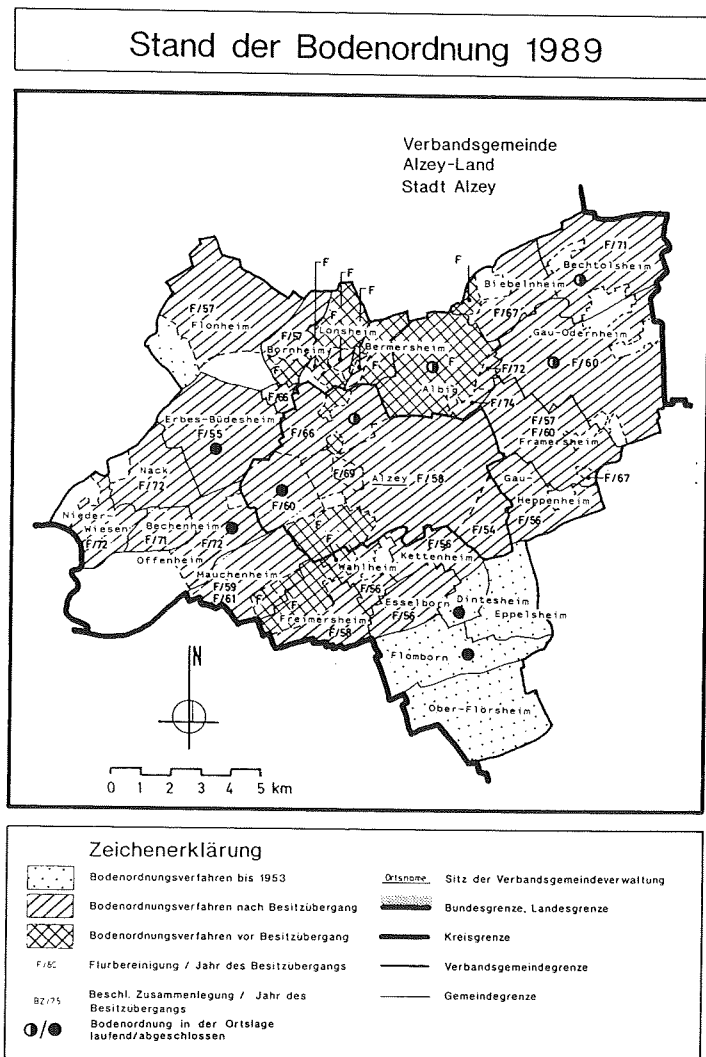 Stand der Bodenordnung 1989
Verbandsgemeinde
Alzey-Land
Stadt Alzey
F
F
F
F
F/71
Bechtolsheim
Biebelnheim
F/67
F/57
Flonheim
F/57
F
Lonsheim
Bornheim
F
Bermersheim
F
F
Albig
F/72
F/74
Gau-Odernheim
F/60
F/66
Erbes-Büdesheim
F/55
F/66
F/57
F/60
Framersheim
Nack
F/72
F/69
Alzey F/58
F/67
Gau-
Heppenheim
F/56
F/60
Nieder-
Wiesen
F/72
Bechenheim
F/71
F/72
Offenheim
F
F
F/54
F/56
Kettenheim
Wahlheim
F/56
Mauchenheim
F/59
F/61
F
F
Freimersheim
F/58
Esselborn
F/56
Dintesheim
Eppelsheim
Flomborn
Ober-Flörsheim
N
0 1 2 3 4 5 km
Zeichenerklärung
Bodenordnungsverfahren bis 1953
Bodenordnungsverfahren nach Besitzübergang
Bodenordnungsverfahren vor Besitzübergang
F/60 Flurbereinigung / Jahr des Besitzübergangs
BZ/75 Beschl. Zusammenlegung / Jahr des
Besitzübergangs
Bodenordnung in der Ortslage
laufend/abgeschlossen
Ortsname Sitz der Verbandsgemeindeverwaltung
Bundesgrenze, Landesgrenze
Kreisgrenze
Verbandsgemeindegrenze
Gemeindegrenze